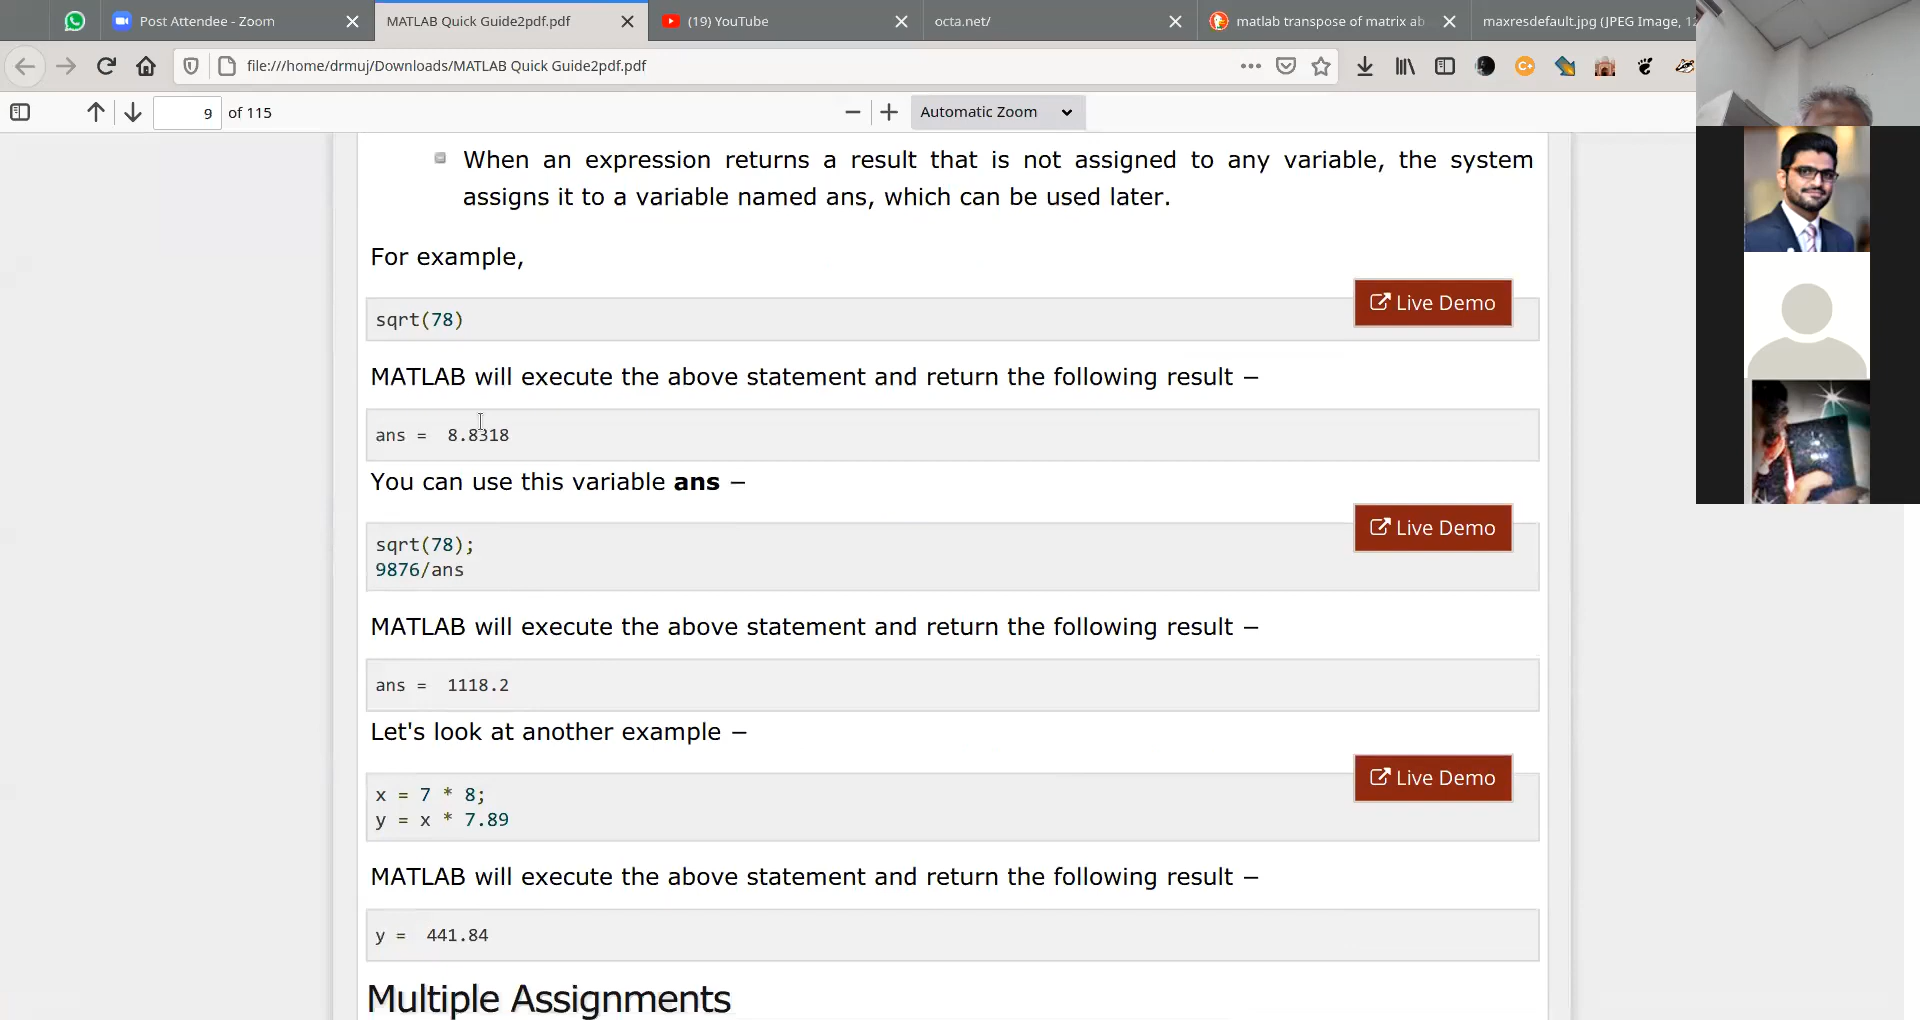 Post Attendee - Zoom
MATLAB Quick Guide2pdf.pdf
(19) YouTube
octa.net/
matlab transpose of matrix ab
maxresdefault.jpg (JPEG Image, 12
file:///home/drmuj/Downloads/MATLAB Quick Guide2pdf.pdf
9 of 115
Automatic Zoom
When an expression returns a result that is not assigned to any variable, the system
assigns it to a variable named ans, which can be used later.
For example,
Live Demo
sqrt(78)
MATLAB will execute the above statement and return the following result −
ans = 8.8318
You can use this variable ans −
Live Demo
sqrt(78);
9876/ans
MATLAB will execute the above statement and return the following result −
ans = 1118.2
Let's look at another example −
Live Demo
x = 7 * 8;
y = x * 7.89
MATLAB will execute the above statement and return the following result −
y = 441.84
Multiple Assignments